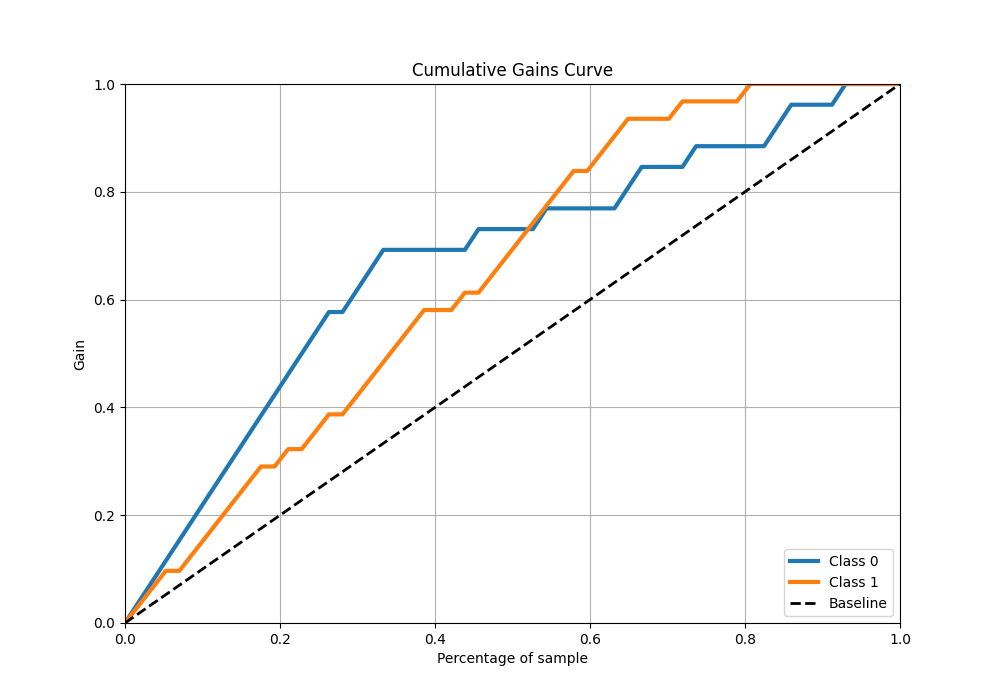 Cumulative Gains Curve
1.0
0.8
0.6
0.4
0.2
0.0
Gain
0.0 0.2 0.4 0.6 0.8 1.0
Percentage of sample
Class 0
Class 1
Baseline